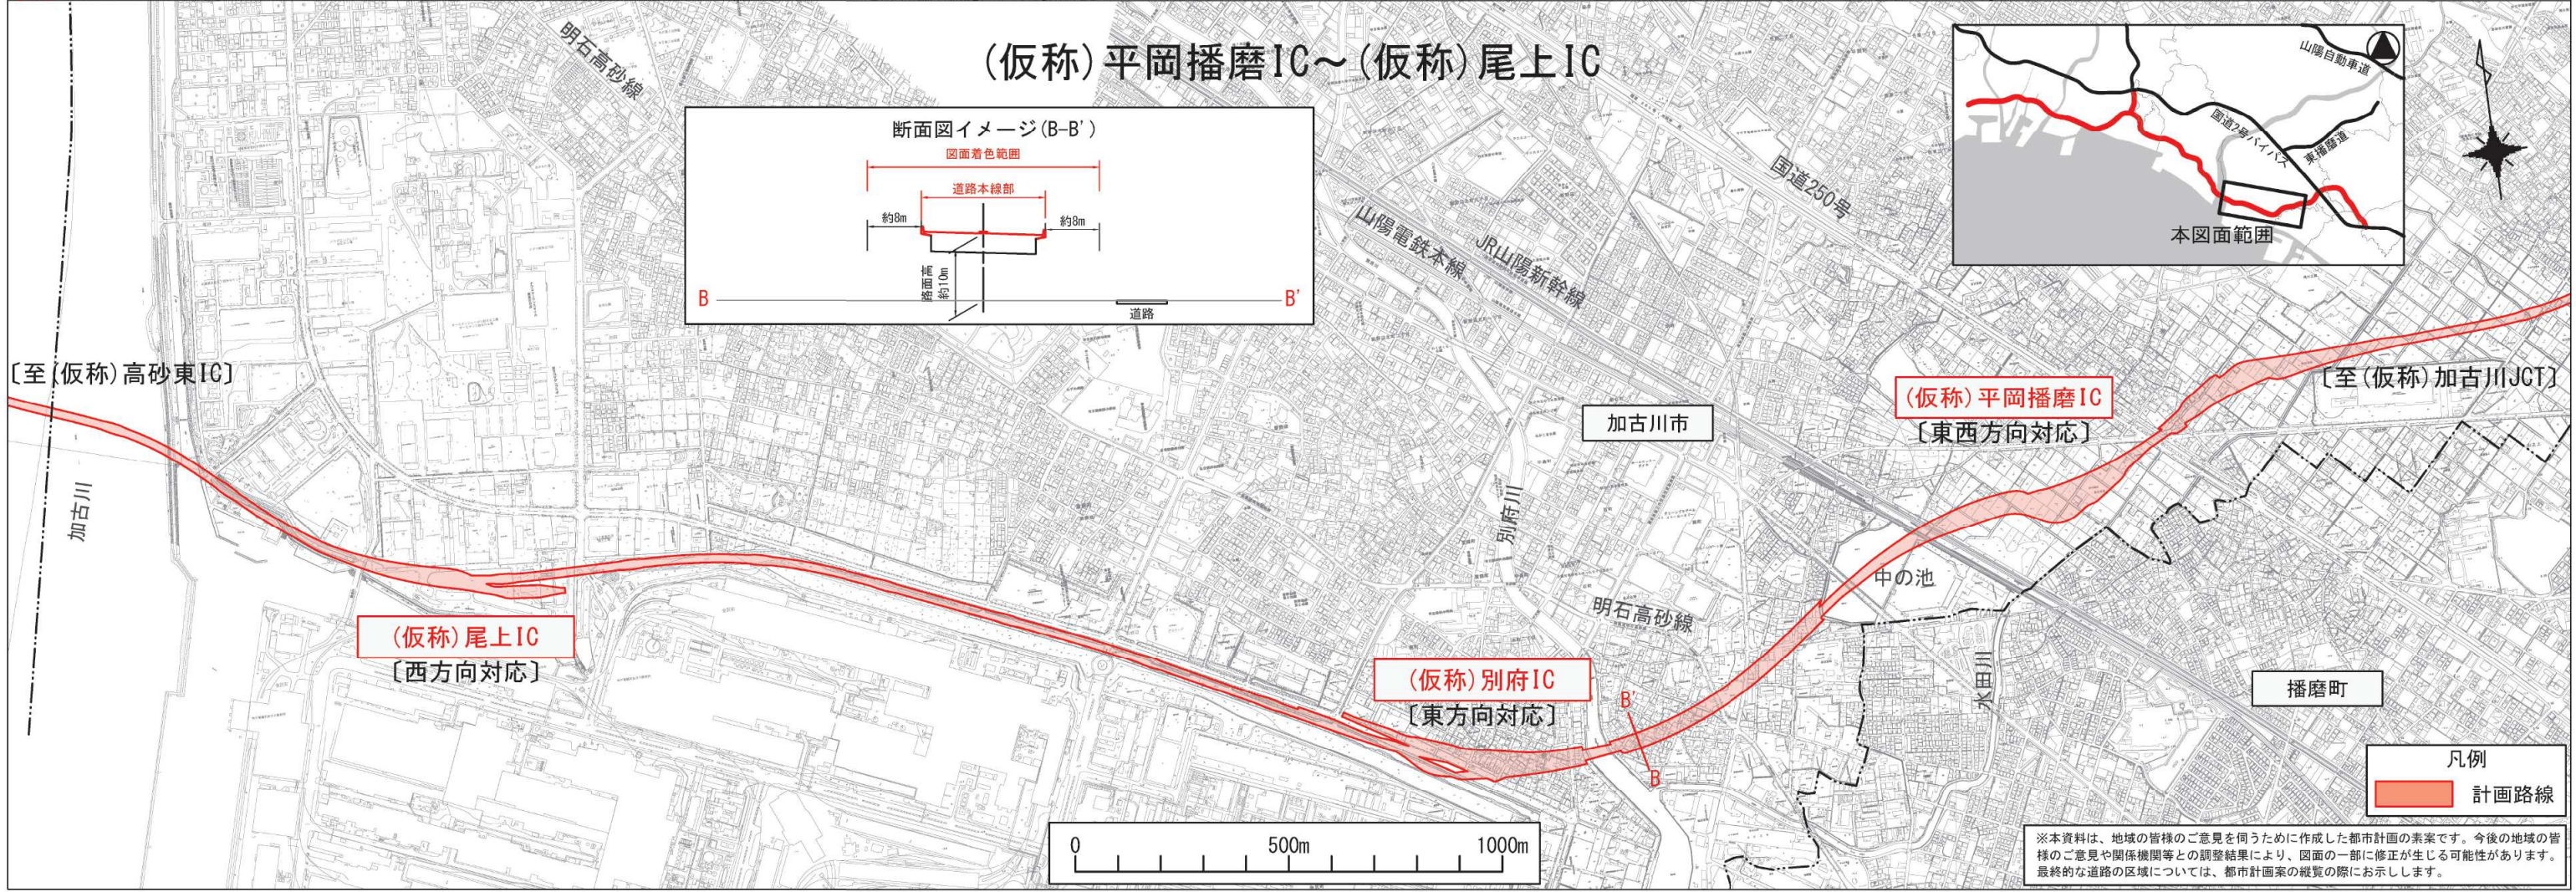 (仮称)平岡播磨IC～(仮称)尾上IC
明石高砂線
断面図イメージ(B-B')
図面着色範囲
道路本線部
約8m
約8m
路面高
約10m
B
B'
道路
国道250号
山陽電鉄本線
JR山陽新幹線
山陽自動車道
国道2号バイパス
東播磨道
本図面範囲
〔至(仮称)高砂東IC〕
加古川
〔至(仮称)加古川JCT〕
(仮称)平岡播磨IC
〔東西方向対応〕
加古川市
別府川
中の池
明石高砂線
水田川
(仮称)尾上IC
〔西方向対応〕
(仮称)別府IC
〔東方向対応〕
B'
B
播磨町
凡例
計画路線
0 500m 1000m
※本資料は、地域の皆様のご意見を伺うために作成した都市計画の素案です。今後の地域の皆
様のご意見や関係機関等との調整結果により、図面の一部に修正が生じる可能性があります。
最終的な道路の区域については、都市計画案の縦覧の際にお示しします。